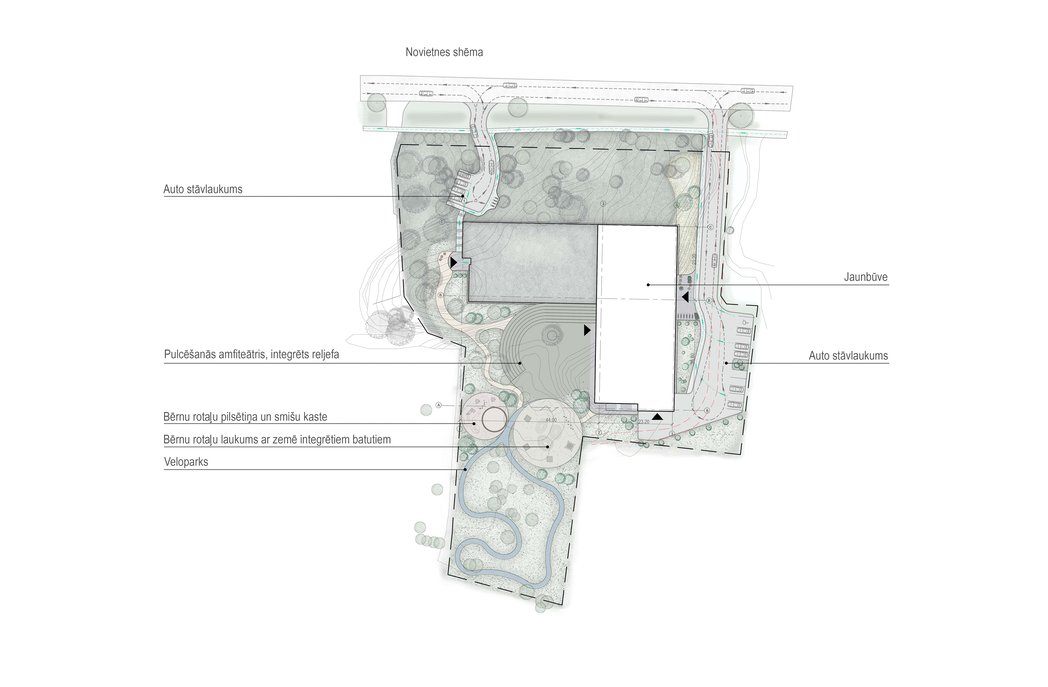 Novietnes shēma
Auto stāvlaukums
Jaunbūve
Pulcēšanās amfiteātris, integrēts reljefa
Auto stāvlaukums
Bērnu rotaļu pilsētiņa un smišu kaste
Bērnu rotaļu laukums ar zemē integrētiem batutiem
Veloparks